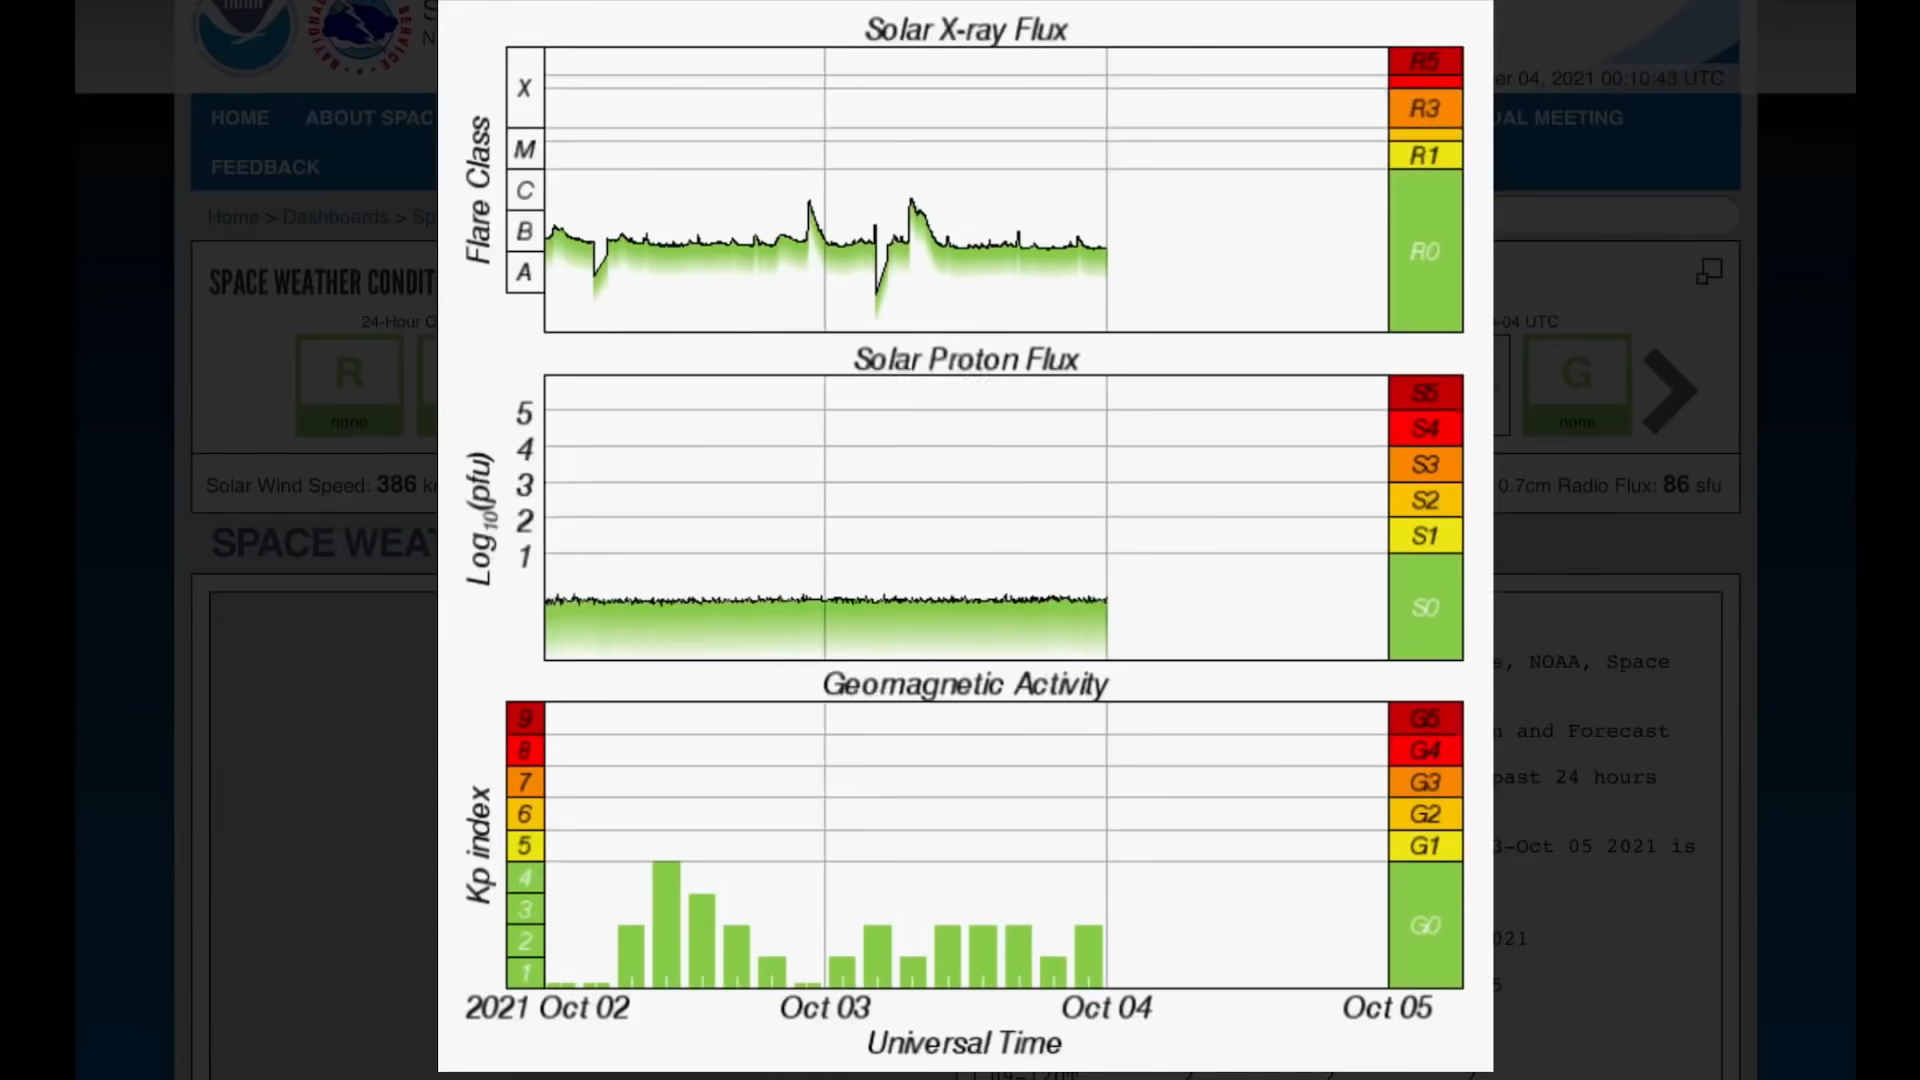 Solar X-ray Flux
R5
X
er 04, 2021 00:10:43 UTC
R3
HOME ABOUT SPAC
UAL MEETING
Flare Class
M
R1
FEEDBACK
C
Home > Dashboards > Sp
B
R0
A
SPACE WEATHER CONDIT
24-Hour O
-04 UTC
R
none
G
none
Solar Proton Flux
S5
5
S4
4
S3
Log10(pfu)
3
S2
2
S1
1
S0
Solar Wind Speed: 386 k
0.7cm Radio Flux: 86 sfu
SPACE WEA
, NOAA, Space
Geomagnetic Activity
9
G5
and Forecast
8
G4
7
G3
past 24 hours
6
G2
5
G1
3-Oct 05 2021 is
Kp index
4
3
G0
2
021
1
5
2021 Oct 02 Oct 03 Oct 04 Oct 05
Universal Time